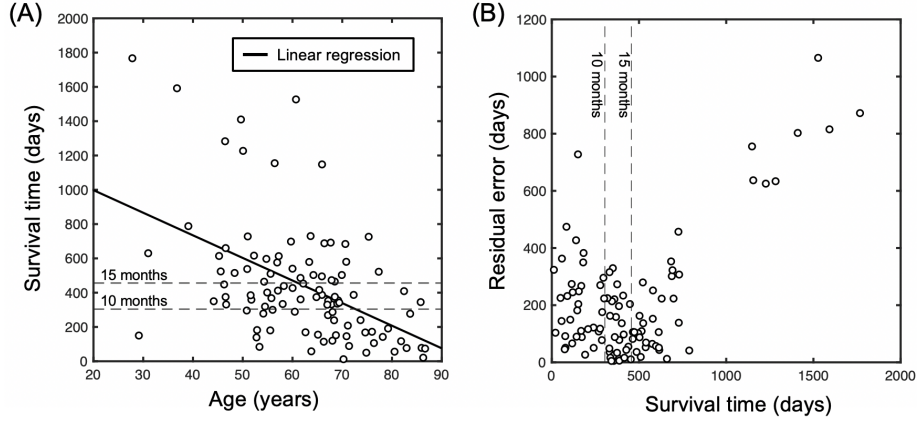 (A)
2000
1800
1600
1400
1200
1000
800
600
400
200
0
Survival time (days)
Linear regression
15 months
10 months
20 30 40 50 60 70 80 90
Age (years)
(B)
1200
1000
800
600
400
200
0
Residual error (days)
10 months
15 months
0 500 1000 1500 2000
Survival time (days)